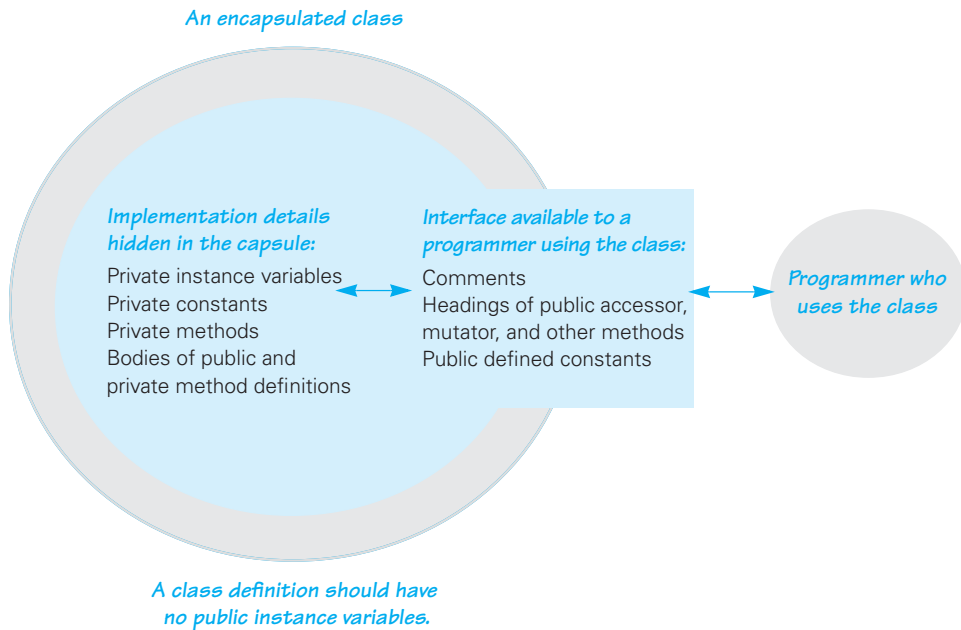 An encapsulated class
Implementation details
hidden in the capsule:
Private instance variables
Private constants
Private methods
Bodies of public and
private method definitions
Interface available to a
programmer using the class:
Comments
Headings of public accessor,
mutator, and other methods
Public defined constants
Programmer who
uses the class
A class definition should have
no public instance variables.